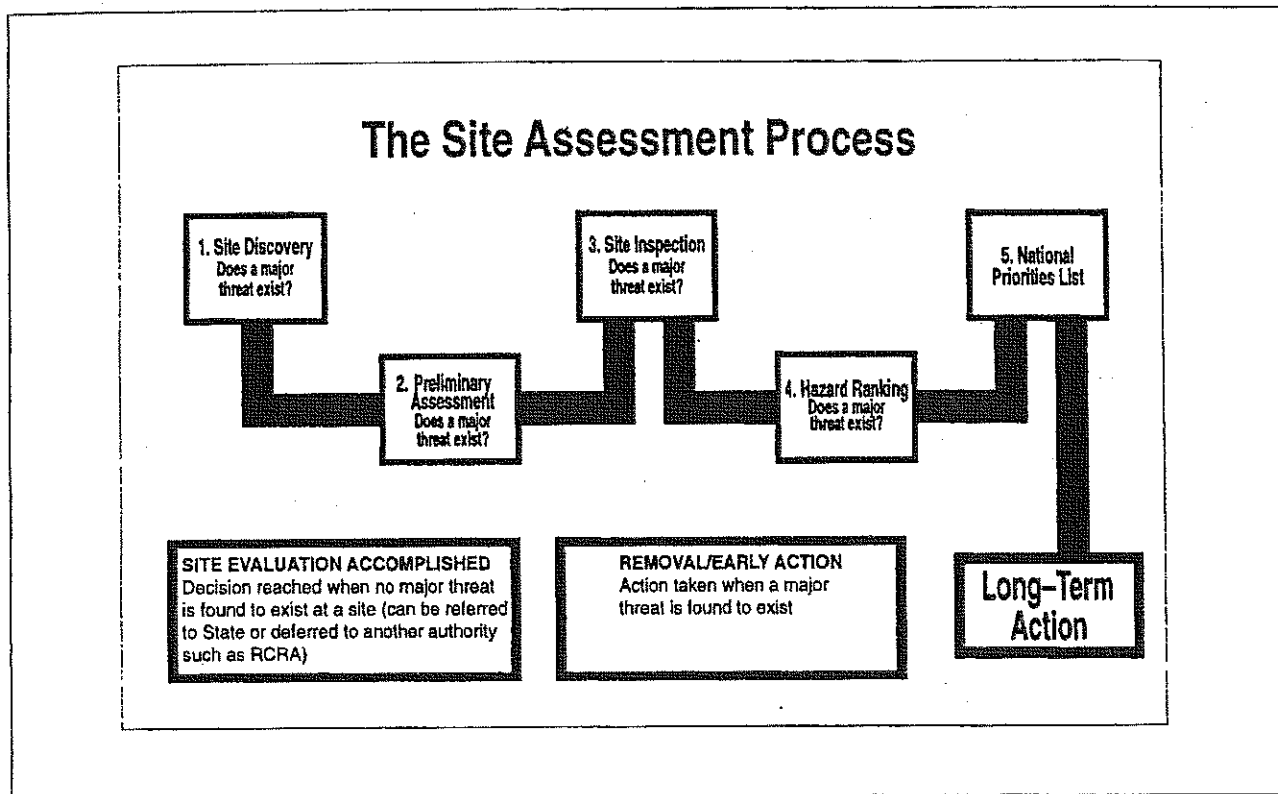 The Site Assessment Process
1. Site Discovery
Does a major
threat exist?
2. Preliminary
Assessment
Does a major
threat exist?
3. Site Inspection
Does a major
threat exist?
4. Hazard Ranking
Does a major
threat exist?
5. National
Priorities List
SITE EVALUATION ACCOMPLISHED
Decision reached when no major threat
is found to exist at a site (can be referred
to State or deferred to another authority
such as RCRA)
REMOVAL/EARLY ACTION
Action taken when a major
threat is found to exist
Long–Term
Action